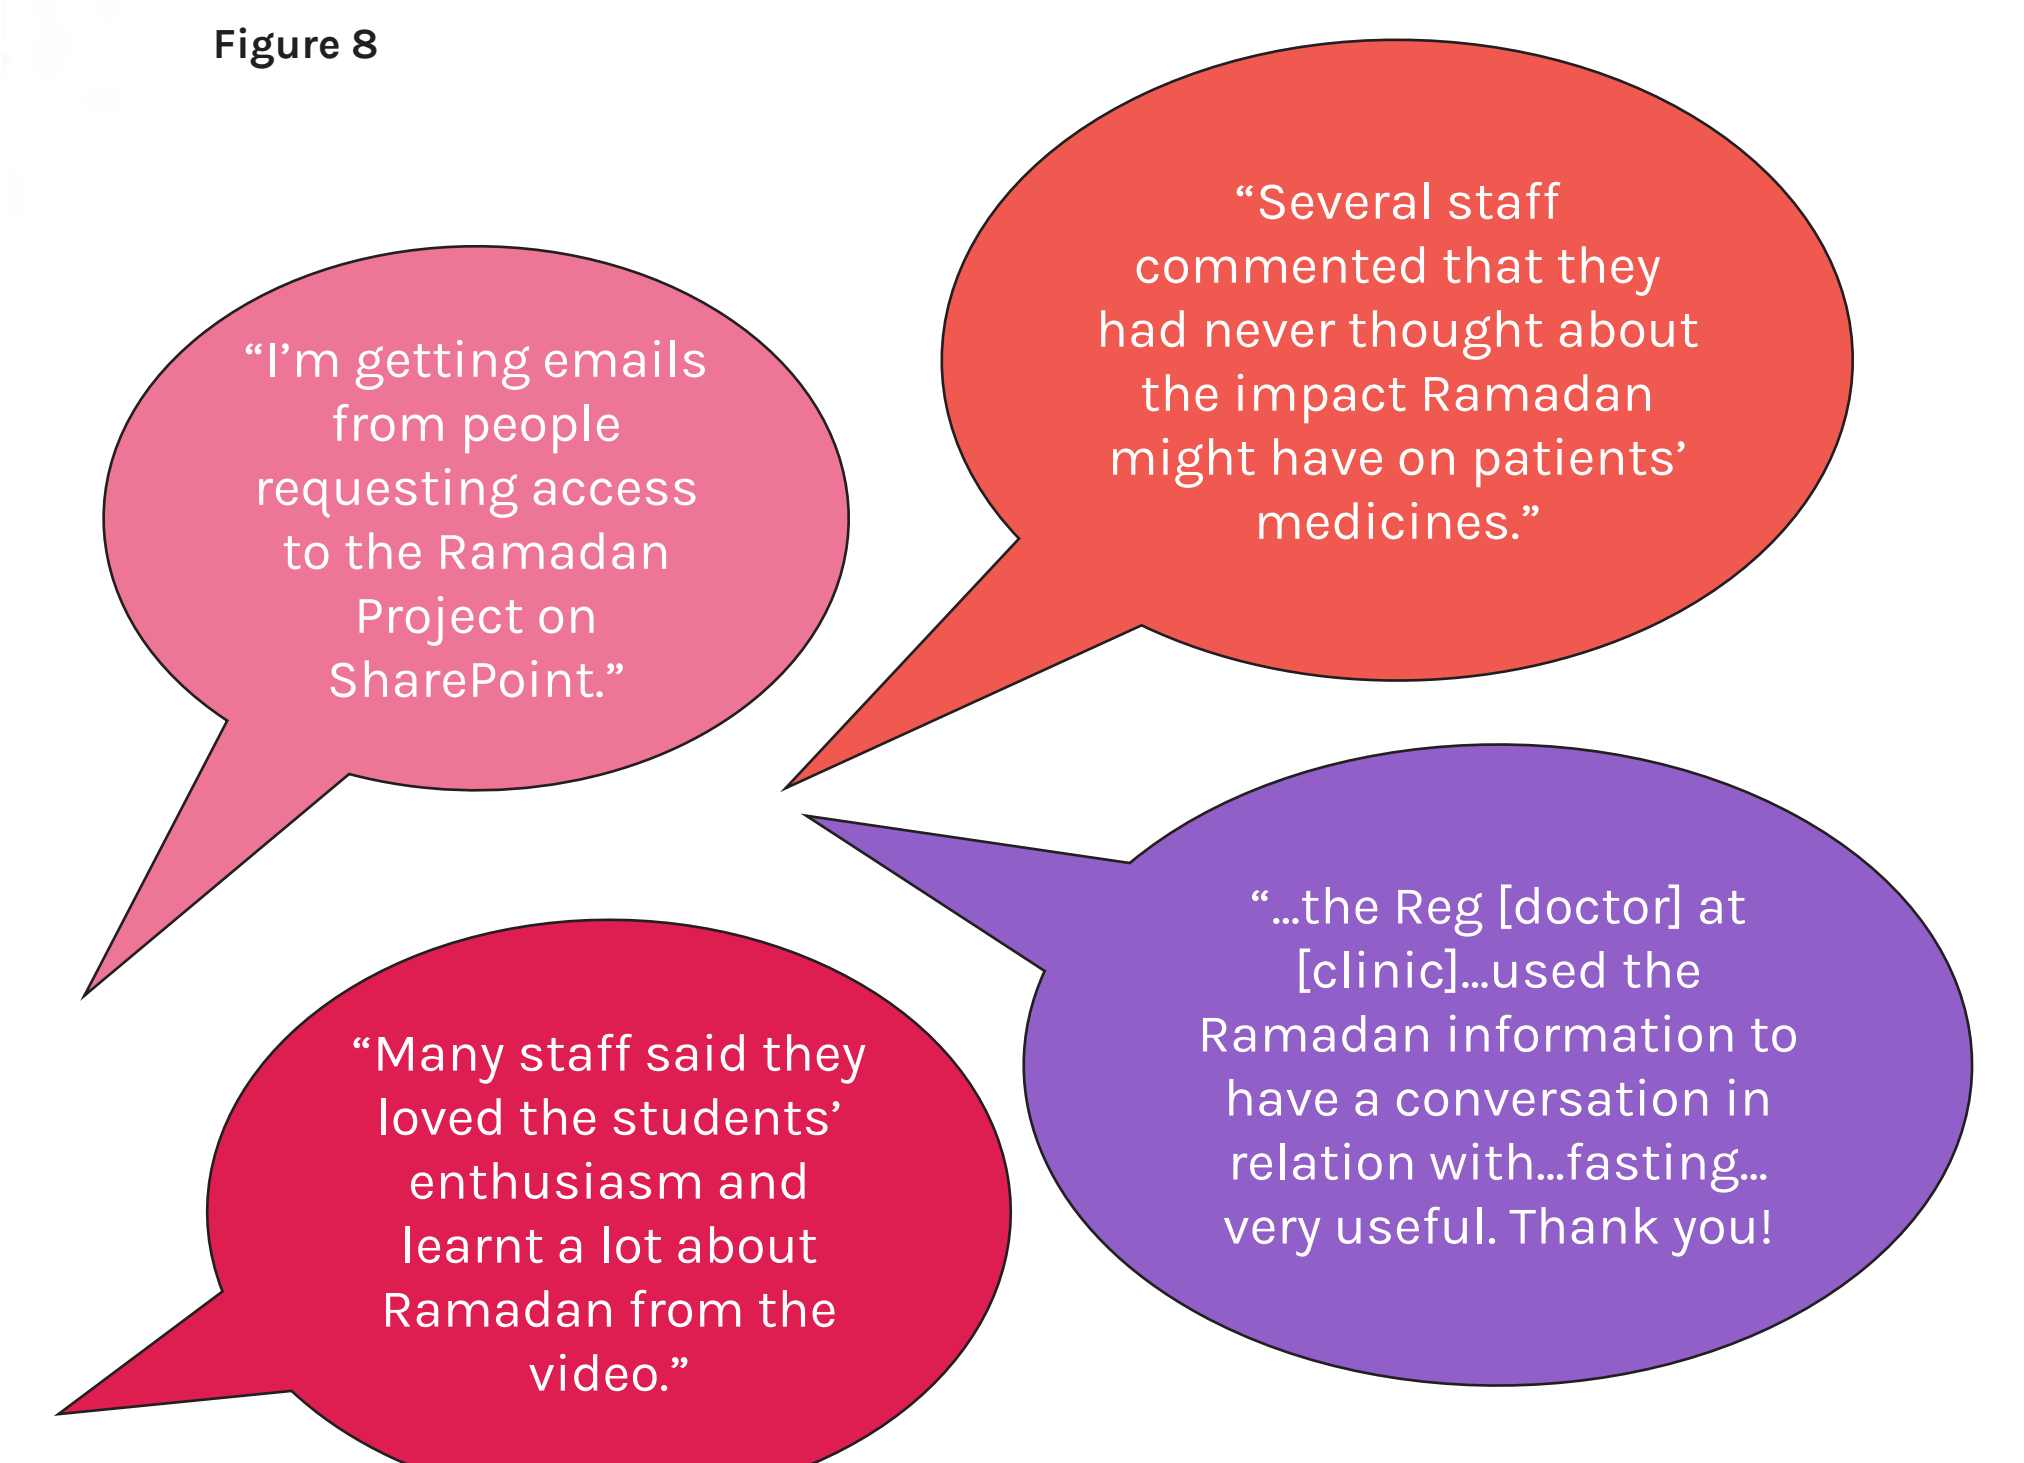 Figure 8
“I’m getting emails
from people
requesting access
to the Ramadan
Project on
SharePoint.”
“Several staff
commented that they
had never thought about
the impact Ramadan
might have on patients’
medicines.”
“Many staff said they
loved the students’
enthusiasm and
learnt a lot about
Ramadan from the
video.”
“…the Reg [doctor] at
[clinic]…used the
Ramadan information to
have a conversation in
relation with…fasting…
very useful. Thank you!